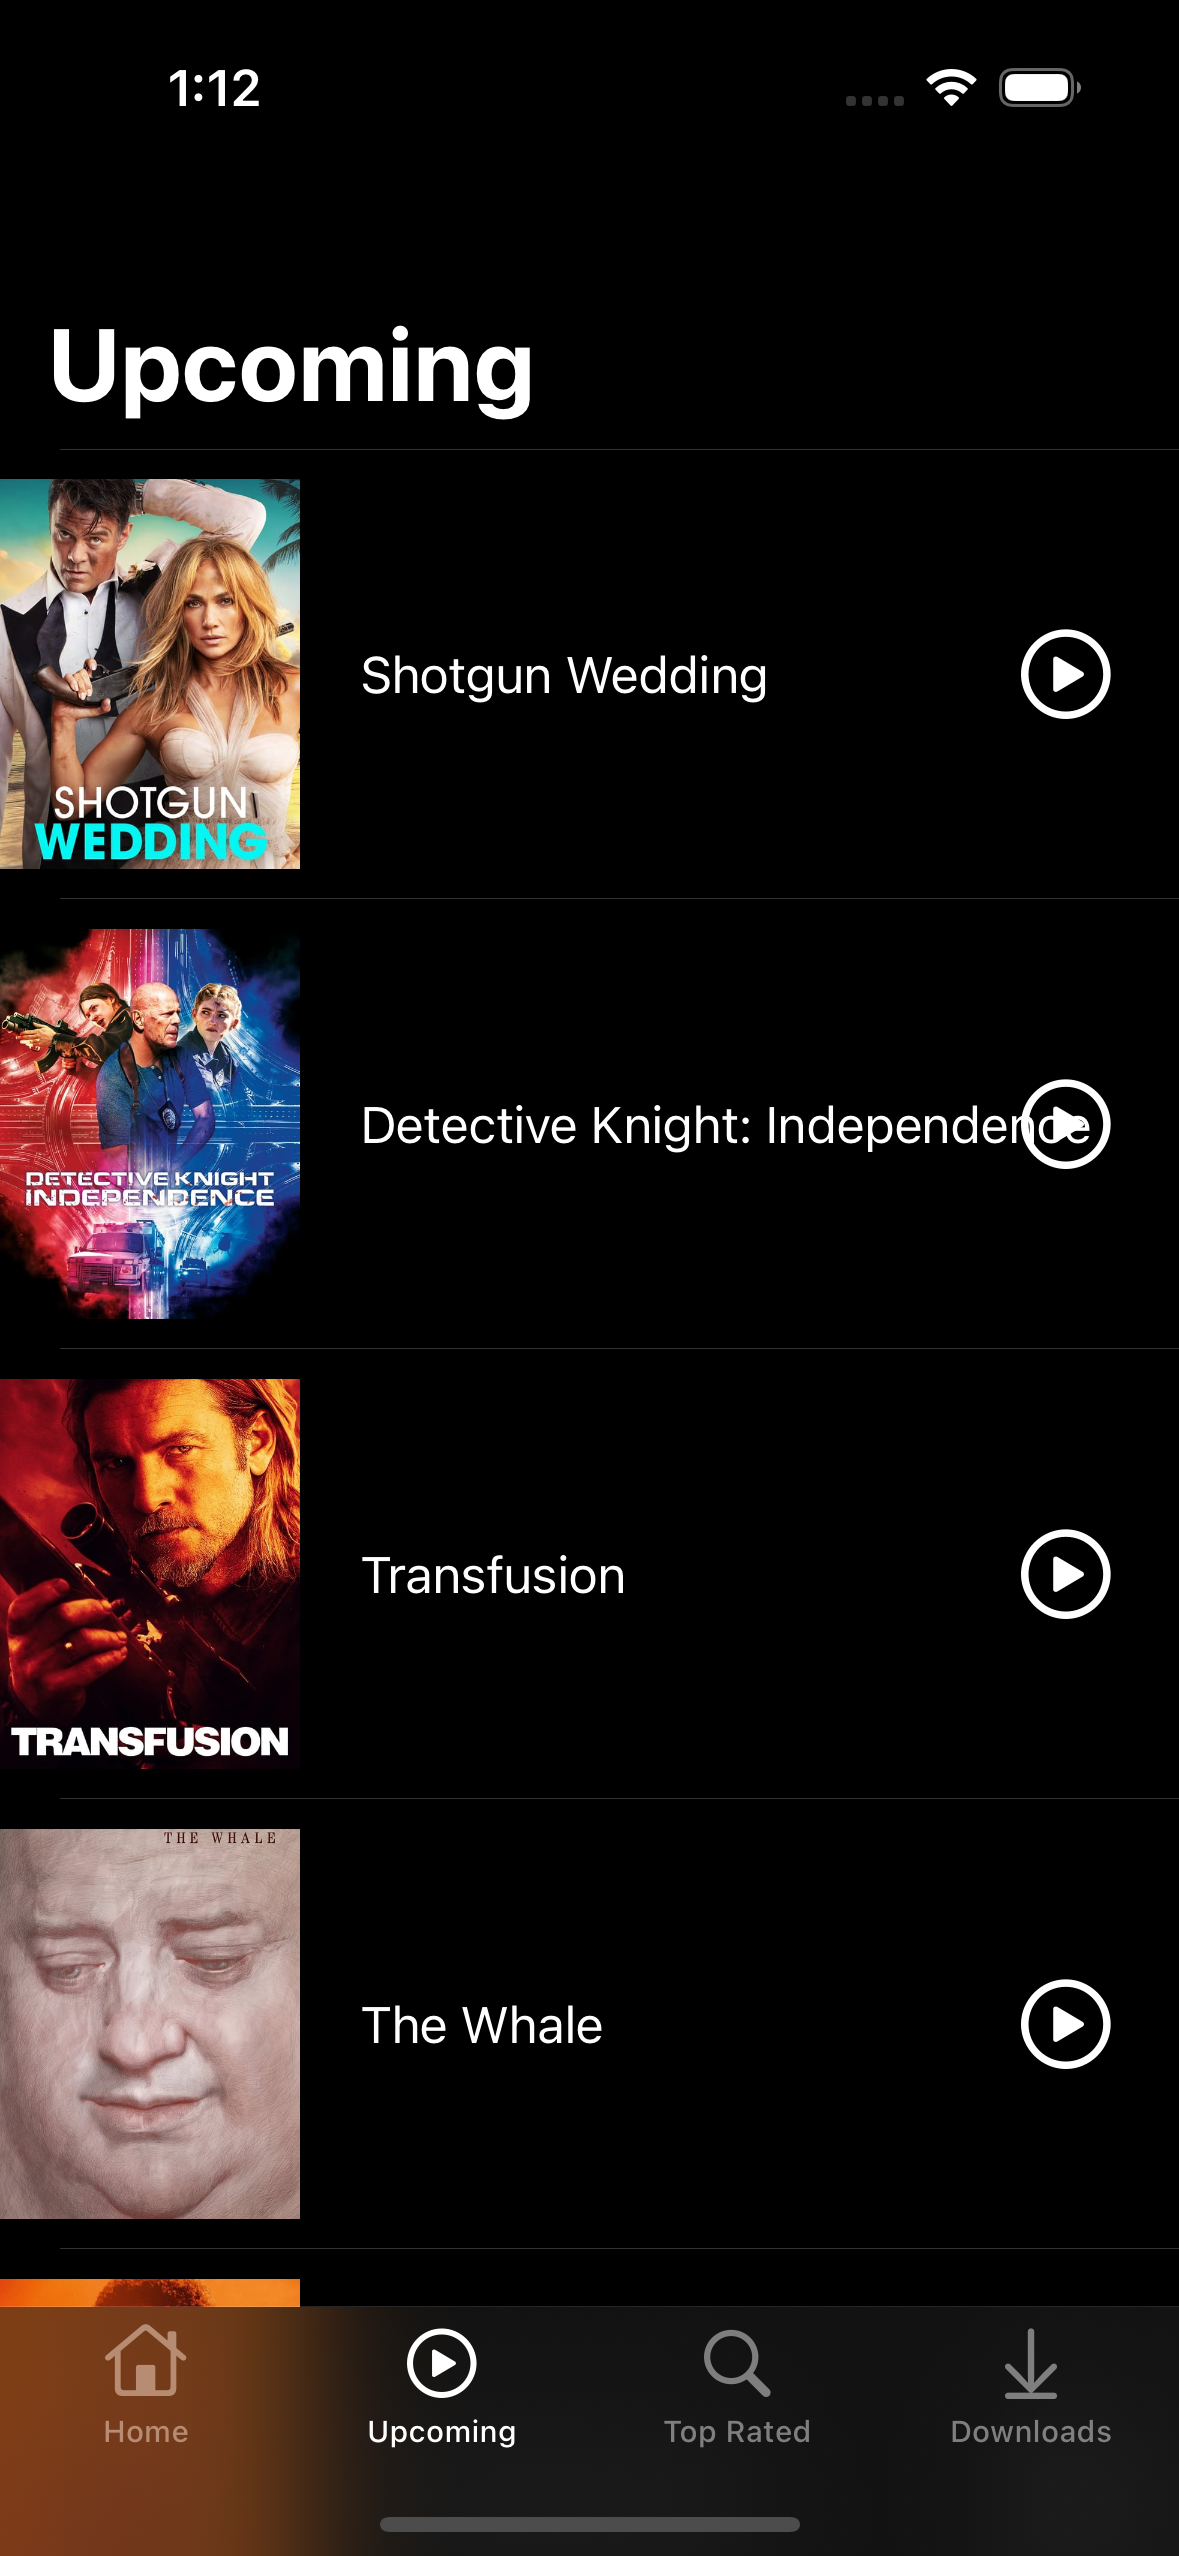 1:12
Upcoming
SHOTGUN
WEDDING
Shotgun Wedding
DETECTIVE KNIGHT
INDEPENDENCE
Detective Knight: Independence
TRANSFUSION
Transfusion
THE WHALE
The Whale
Home
Upcoming
Top Rated
Downloads